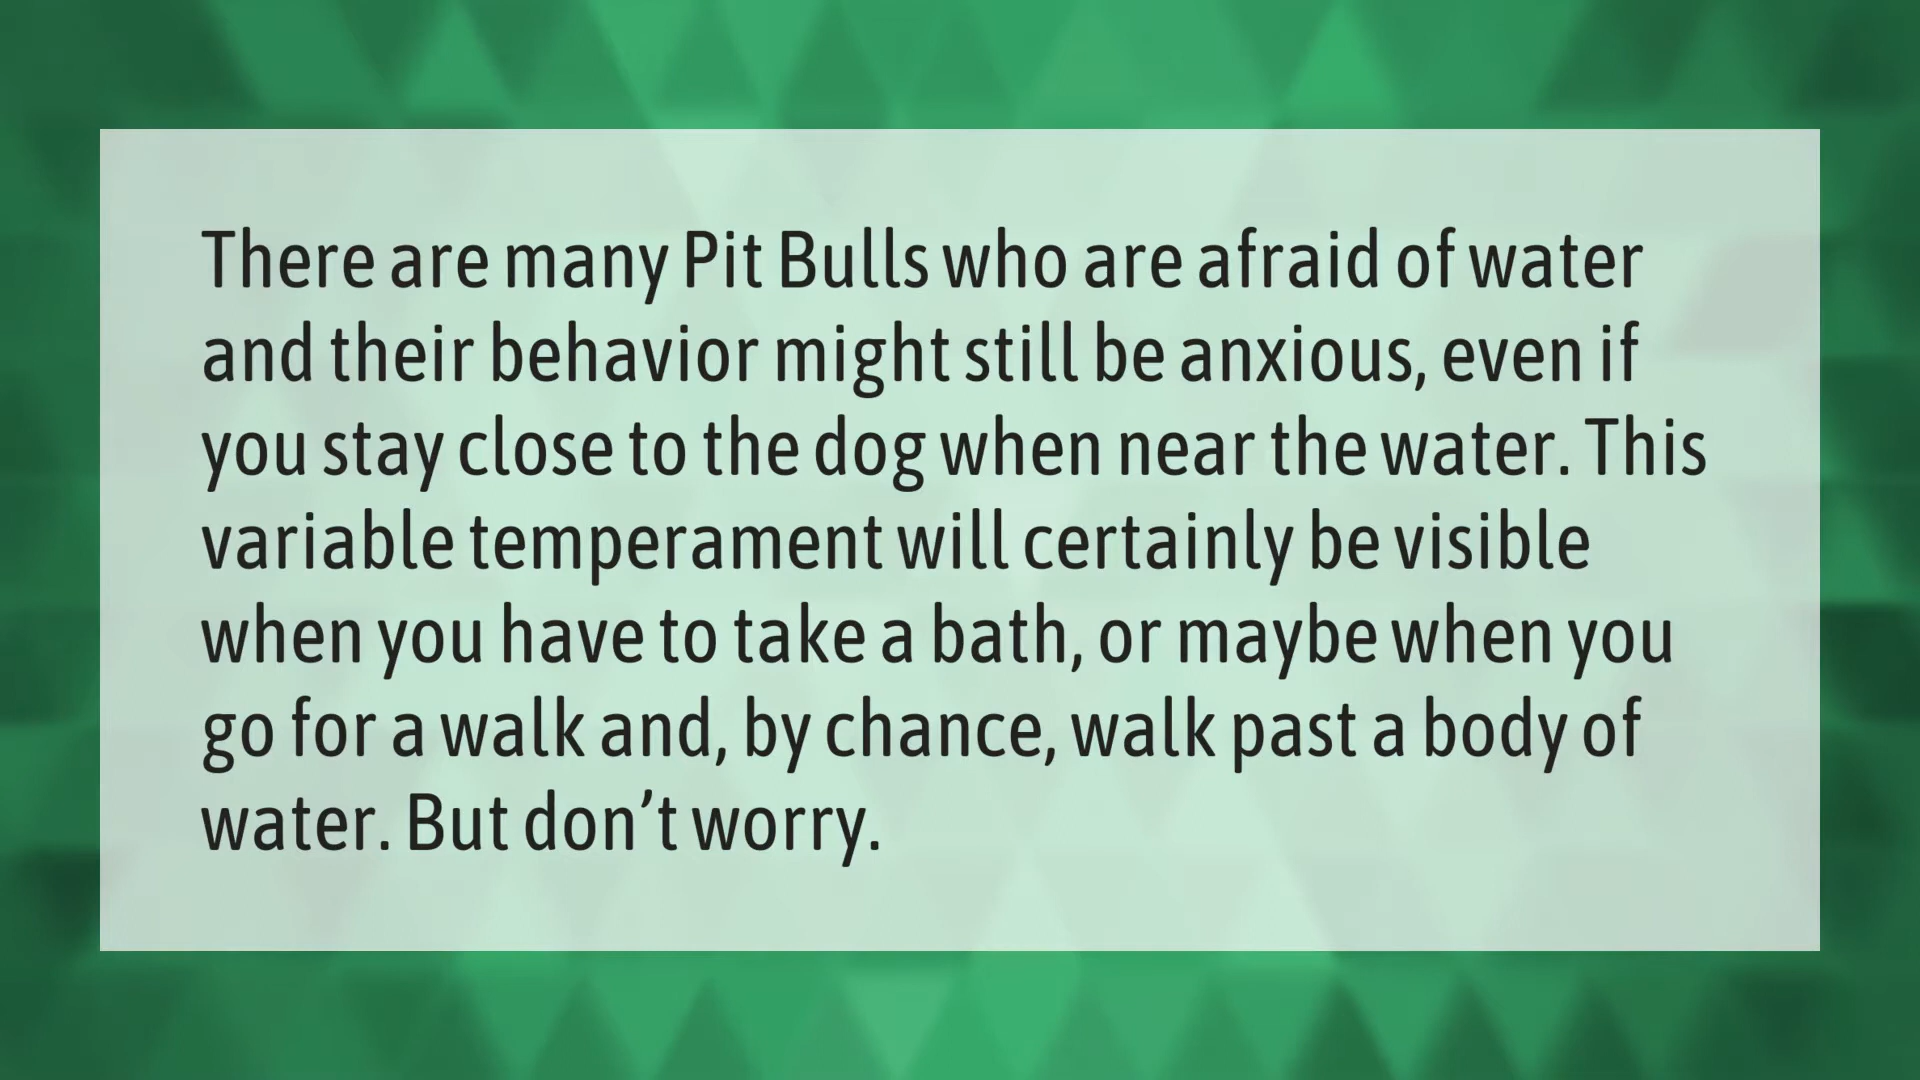 There are many Pit Bulls who are afraid of water
and their behavior might still be anxious, even if
you stay close to the dog when near the water. This
variable temperament will certainly be visible
when you have to take a bath, or maybe when you
go for a walk and, by chance, walk past a body of
water. But don’t worry.